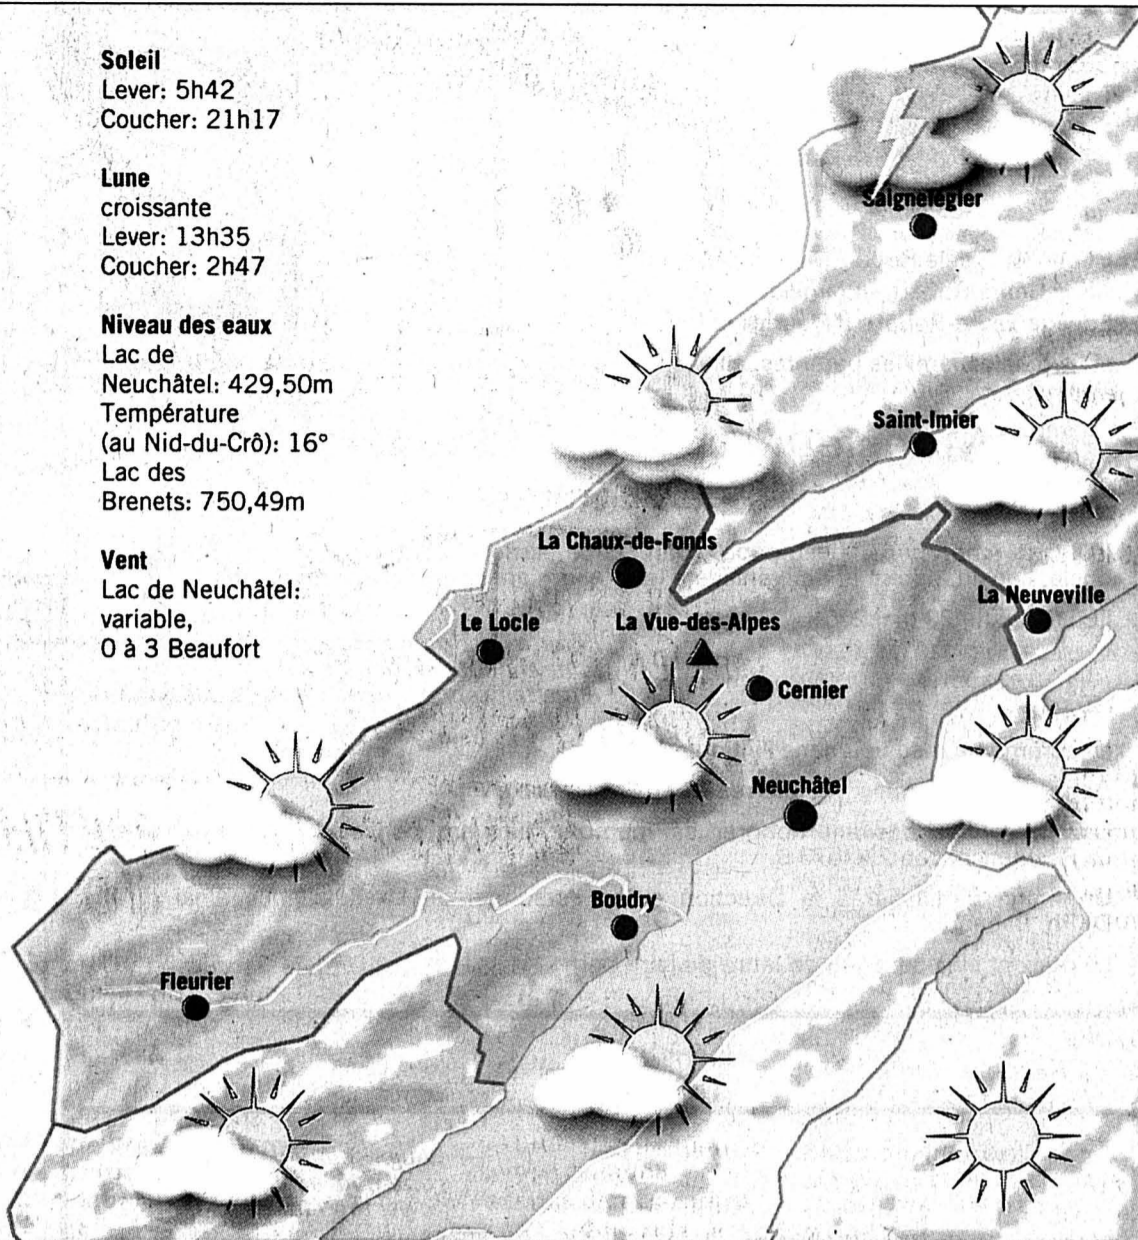 Soleil
Lever: 5h42
Coucher: 21h17
Lune
croissante
Lever: 13h35
Coucher: 2h47
Niveau des eaux
Lac de
Neuchâtel: 429,50m
Température
(au Nid-du-Crô): 16°
Lac des
Brenets: 750,49m
Vent
Lac de Neuchâtel:
variable,
0 à 3 Beaufort
Saignelégier
Saint-Imier
La Chaux-de-Fonds
La Neuveville
Le Locle
La Vue-des-Alpes
Cernier
Neuchâtel
Boudry
Fleurier